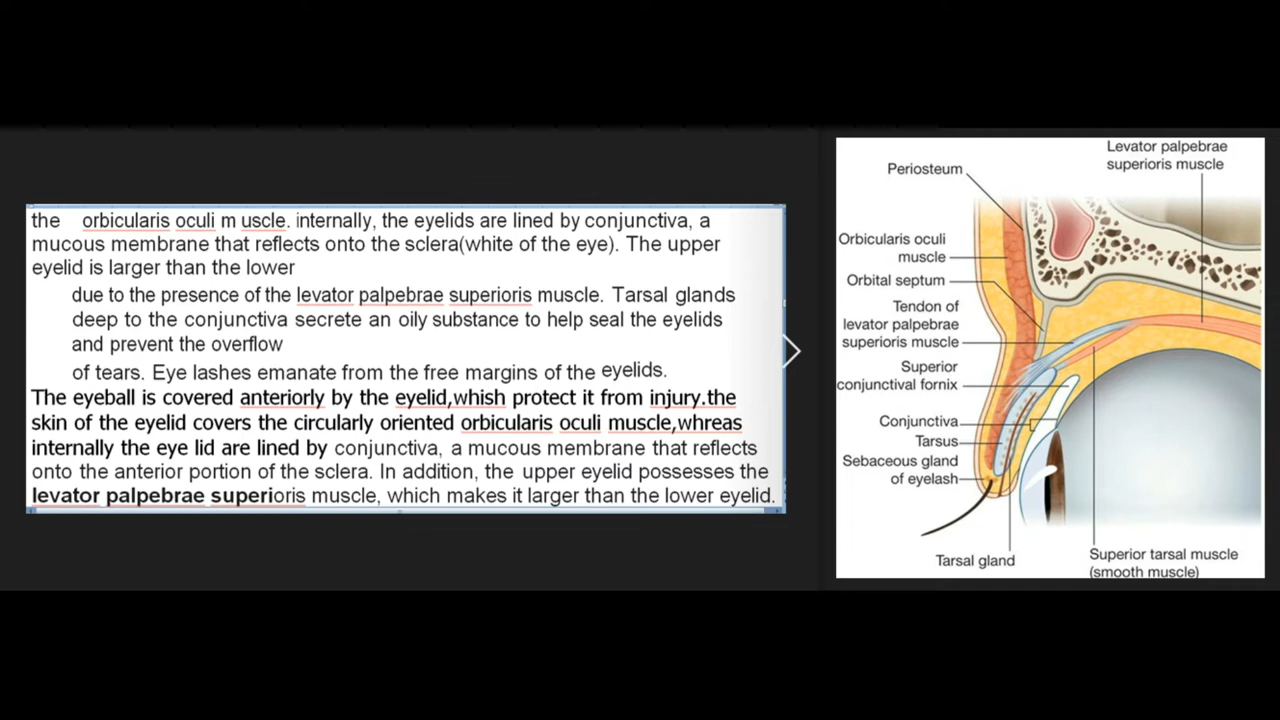 the orbicularis oculi m uscle. internally, the eyelids are lined by conjunctiva, a
mucous membrane that reflects onto the sclera(white of the eye). The upper
eyelid is larger than the lower
due to the presence of the levator palpebrae superioris muscle. Tarsal glands
deep to the conjunctiva secrete an oily substance to help seal the eyelids
and prevent the overflow
of tears. Eye lashes emanate from the free margins of the eyelids.
The eyeball is covered anteriorly by the eyelid,whish protect it from injury.the
skin of the eyelid covers the circularly oriented orbicularis oculi muscle,whreas
internally the eye lid are lined by conjunctiva, a mucous membrane that reflects
onto the anterior portion of the sclera. In addition, the upper eyelid possesses the
levator palpebrae superioris muscle, which makes it larger than the lower eyelid.
Levator palpebrae
superioris muscle
Periosteum
Orbicularis oculi
muscle
Orbital septum
Tendon of
levator palpebrae
superioris muscle
Superior
conjunctival fornix
Conjunctiva
Tarsus
Sebaceous gland
of eyelash
Tarsal gland
Superior tarsal muscle
(smooth muscle)